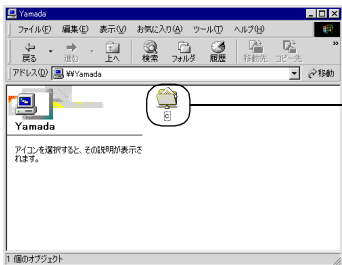 Yamada
ファイル(F) 編集(E) 表示(V) お気に入り(A) ツール(T) ヘルプ(H)
戻る 進む 上へ 検索 フォルダ 履歴 移動先 コピー先 »
アドレス(D) ¥¥Yamada 移動
c
Yamada
アイコンを選択すると、その説明が表示さ
れます。
1 個のオブジェクト